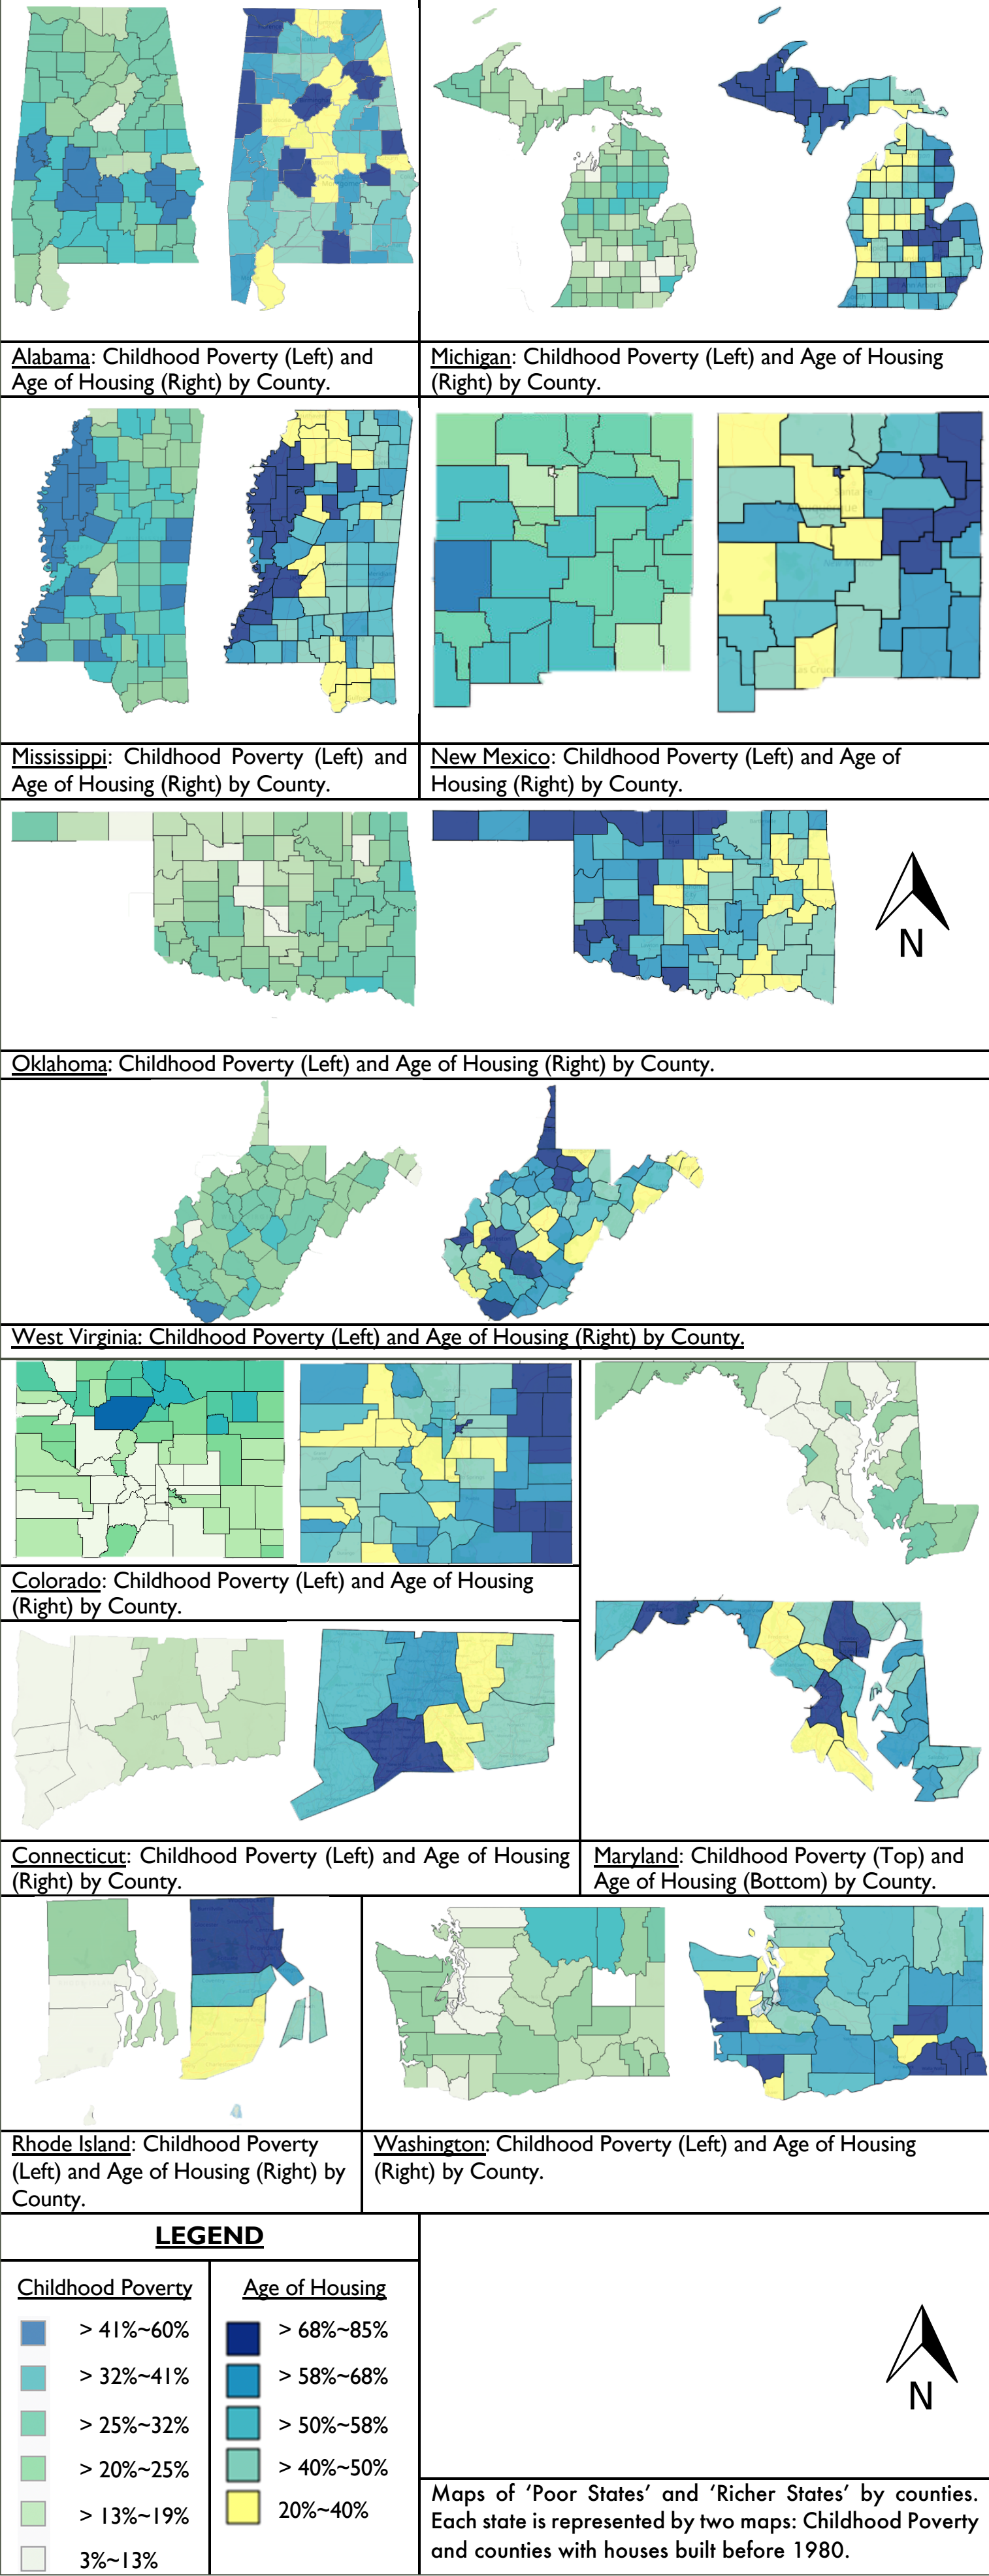 Alabama: Childhood Poverty (Left) and
Age of Housing (Right) by County.
Michigan: Childhood Poverty (Left) and Age of Housing
(Right) by County.
Mississippi: Childhood Poverty (Left) and
Age of Housing (Right) by County.
New Mexico: Childhood Poverty (Left) and Age of
Housing (Right) by County.
N
Oklahoma: Childhood Poverty (Left) and Age of Housing (Right) by County.
West Virginia: Childhood Poverty (Left) and Age of Housing (Right) by County.
Colorado: Childhood Poverty (Left) and Age of Housing
(Right) by County.
Connecticut: Childhood Poverty (Left) and Age of Housing
(Right) by County.
Maryland: Childhood Poverty (Top) and
Age of Housing (Bottom) by County.
Rhode Island: Childhood Poverty
(Left) and Age of Housing (Right) by
County.
Washington: Childhood Poverty (Left) and Age of Housing
(Right) by County.
LEGEND
Childhood Poverty
> 41%~60%
> 32%~41%
> 25%~32%
> 20%~25%
> 13%~19%
3%~13%
Age of Housing
> 68%~85%
> 58%~68%
> 50%~58%
> 40%~50%
20%~40%
N
Maps of ‘Poor States’ and ‘Richer States’ by counties.
Each state is represented by two maps: Childhood Poverty
and counties with houses built before 1980.